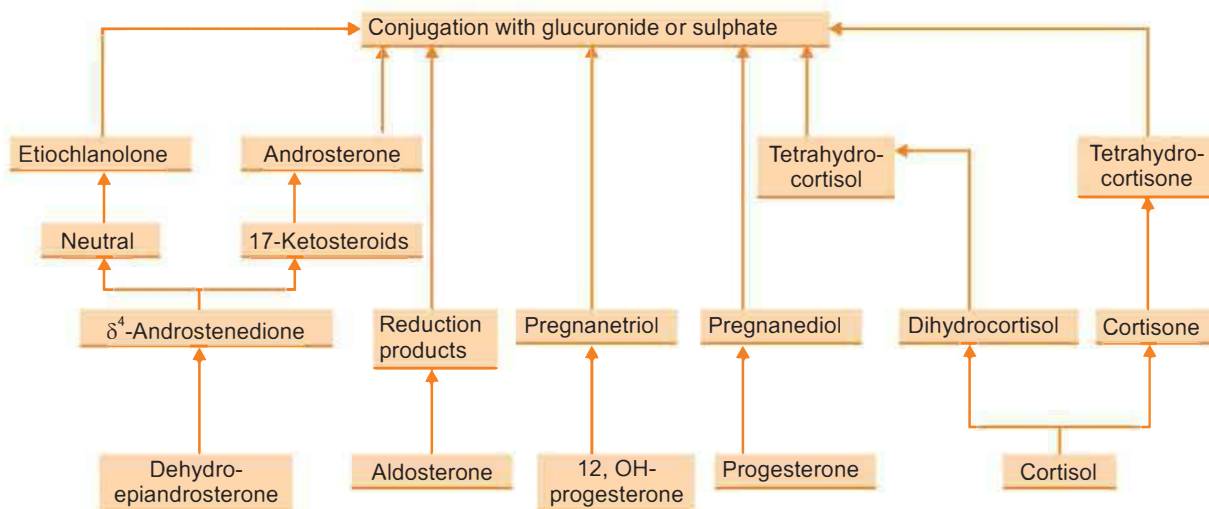 Conjugation with glucuronide or sulphate
Etiochlanolone
Androsterone
Tetrahydro-
cortisol
Tetrahydro-
cortisone
Neutral
17-Ketosteroids
δ⁴-Androstenedione
Reduction
products
Pregnanetriol
Pregnanediol
Dihydrocortisol
Cortisone
Dehydro-
epiandrosterone
Aldosterone
12, OH-
progesterone
Progesterone
Cortisol